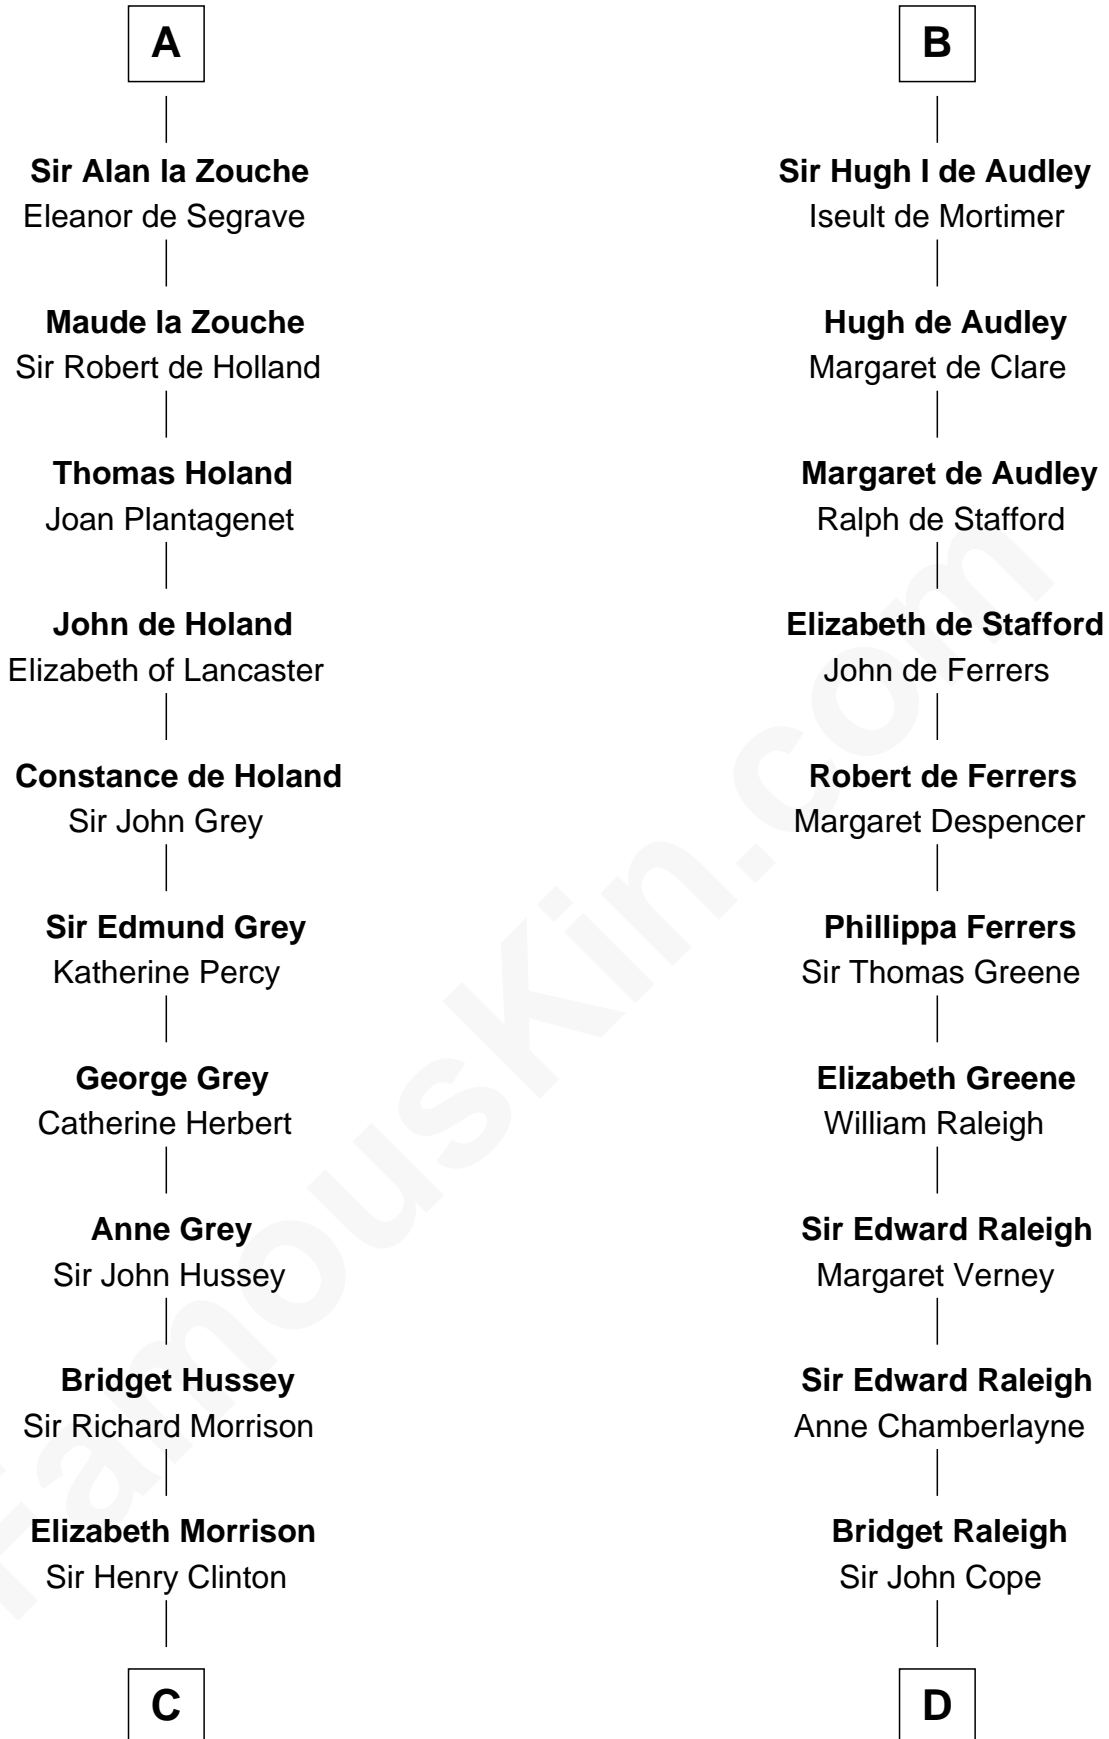 A
Sir Alan la Zouche
Eleanor de Segrave
Maude la Zouche
Sir Robert de Holland
Thomas Holand
Joan Plantagenet
John de Holand
Elizabeth of Lancaster
Constance de Holand
Sir John Grey
Sir Edmund Grey
Katherine Percy
George Grey
Catherine Herbert
Anne Grey
Sir John Hussey
Bridget Hussey
Sir Richard Morrison
Elizabeth Morrison
Sir Henry Clinton
C
B
Sir Hugh I de Audley
Iseult de Mortimer
Hugh de Audley
Margaret de Clare
Margaret de Audley
Ralph de Stafford
Elizabeth de Stafford
John de Ferrers
Robert de Ferrers
Margaret Despencer
Phillippa Ferrers
Sir Thomas Greene
Elizabeth Greene
William Raleigh
Sir Edward Raleigh
Margaret Verney
Sir Edward Raleigh
Anne Chamberlayne
Bridget Raleigh
Sir John Cope
D
FamousKin.com